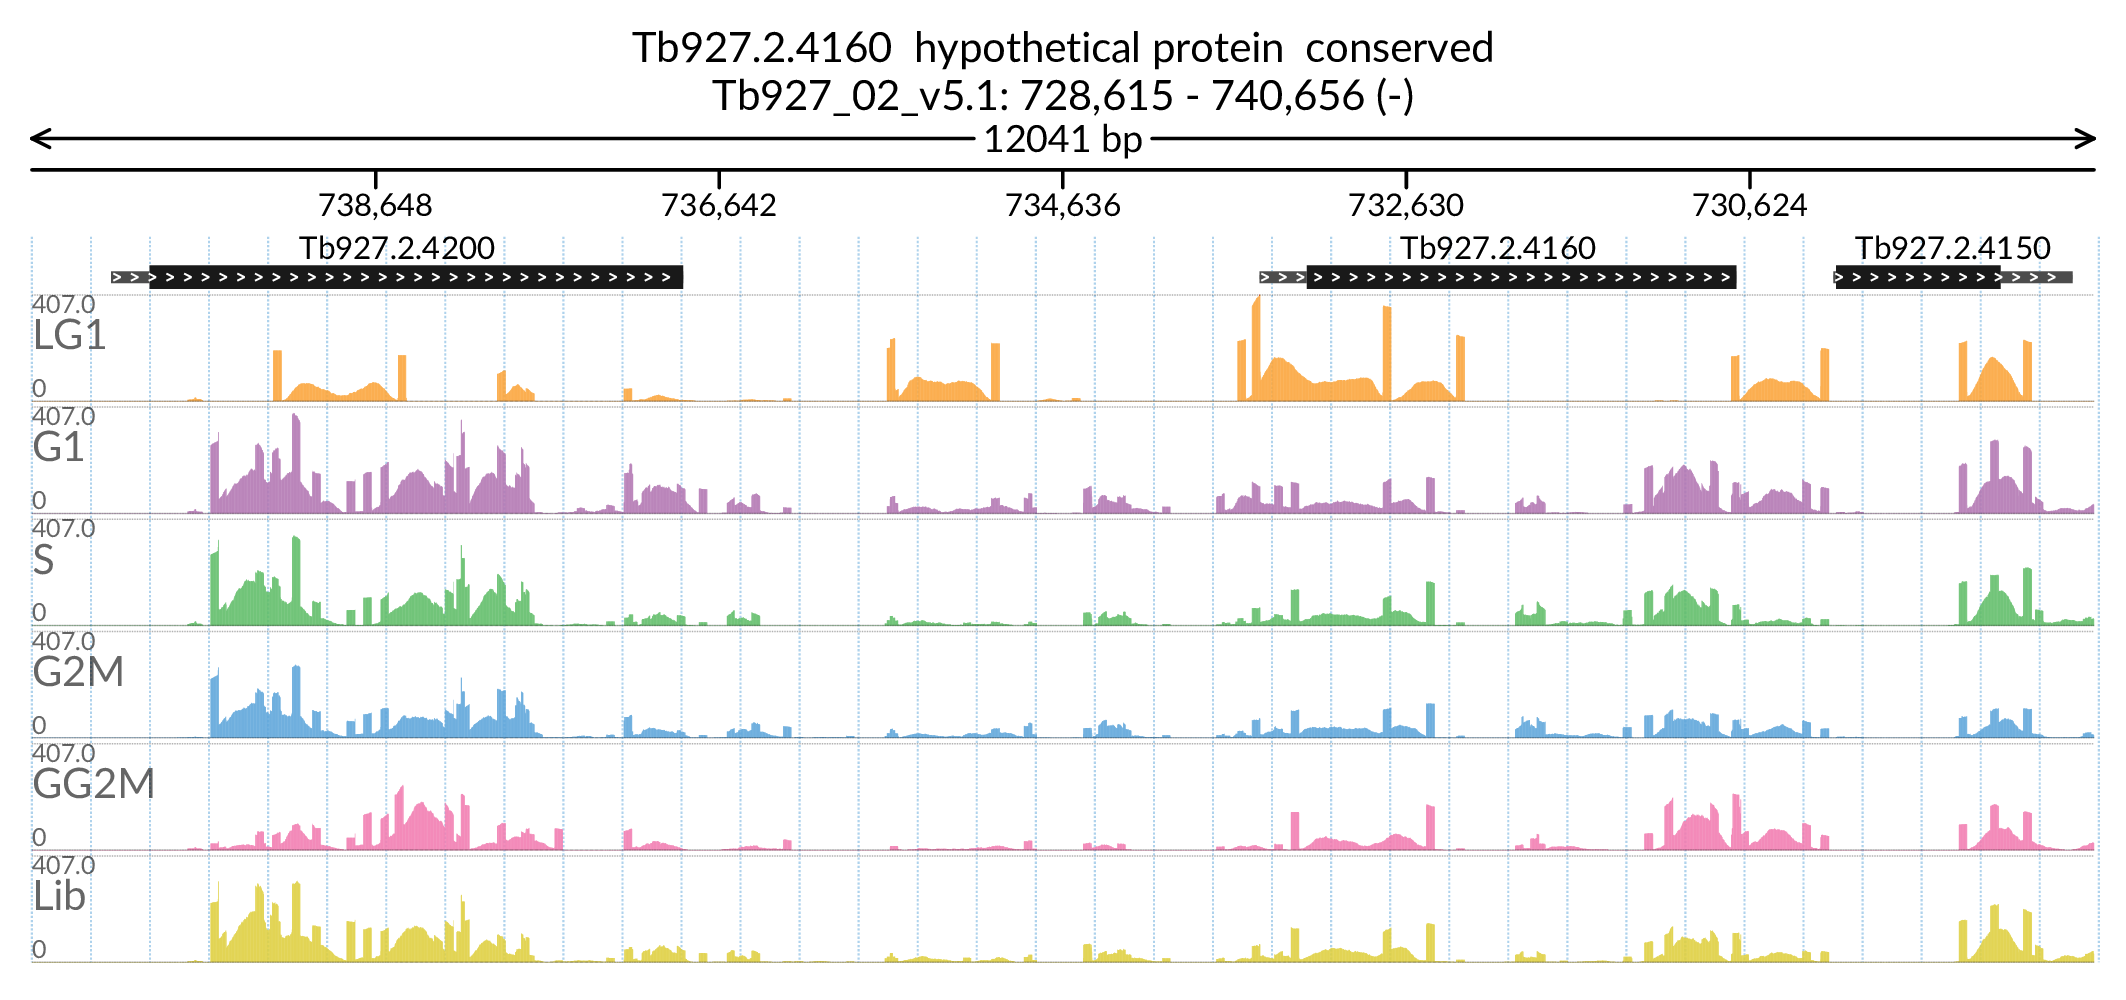 Tb927.2.4160 hypothetical protein conserved
Tb927_02_v5.1: 728,615 - 740,656 (-)
12041 bp
738,648 736,642 734,636 732,630 730,624
Tb927.2.4200 Tb927.2.4160 Tb927.2.4150
407.0
LG1
0
407.0
G1
0
407.0
S
0
407.0
G2M
0
407.0
GG2M
0
407.0
Lib
0